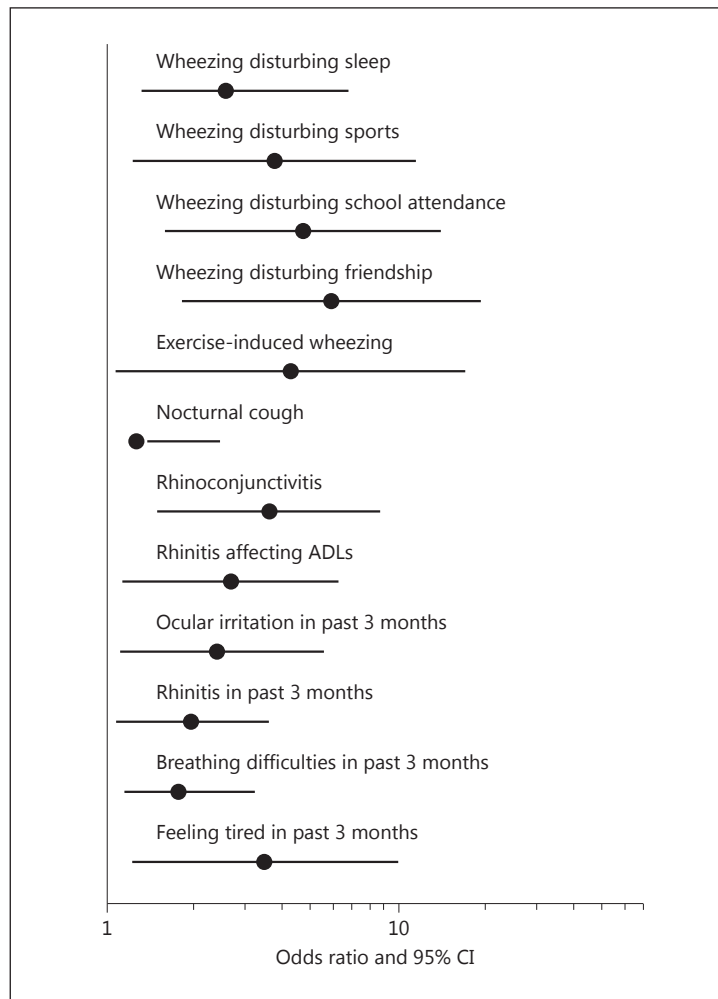 Wheezing disturbing sleep
Wheezing disturbing sports
Wheezing disturbing school attendance
Wheezing disturbing friendship
Exercise-induced wheezing
Nocturnal cough
Rhinoconjunctivitis
Rhinitis affecting ADLs
Ocular irritation in past 3 months
Rhinitis in past 3 months
Breathing difficulties in past 3 months
Feeling tired in past 3 months
1 10
Odds ratio and 95% CI